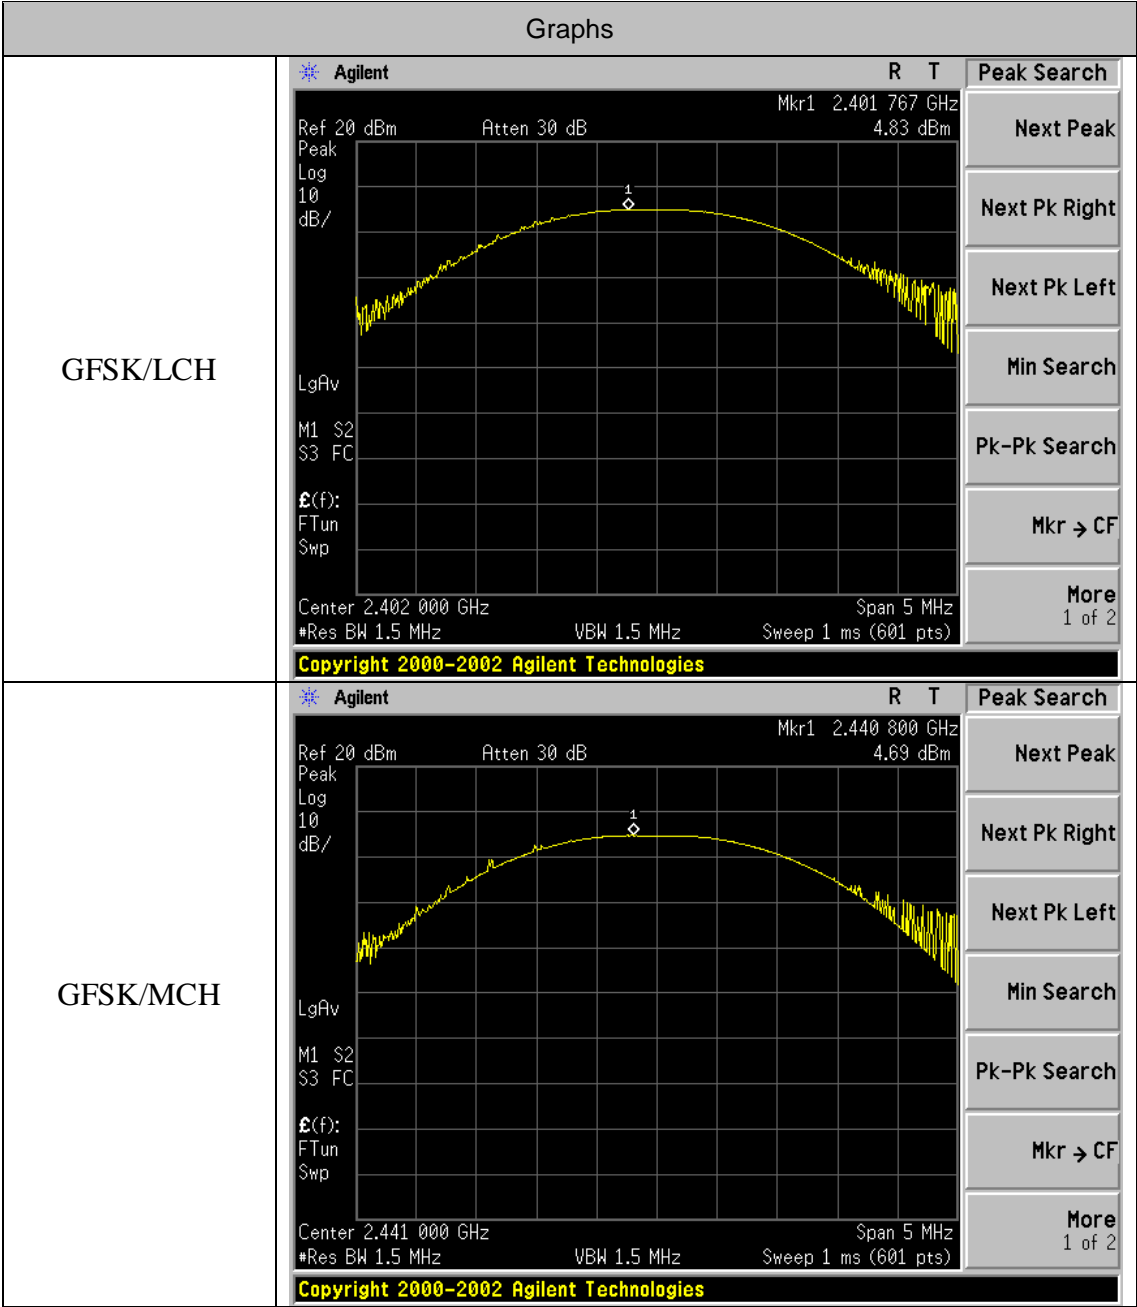 Graphs
GFSK/LCH
Agilent R T Peak Search
Mkr1 2.401 767 GHz
Ref 20 dBm Atten 30 dB 4.83 dBm
Peak
Log
10
dB/
1
LgAv
M1 S2
S3 FC
£(f):
FTun
Swp
Center 2.402 000 GHz Span 5 MHz
#Res BW 1.5 MHz VBW 1.5 MHz Sweep 1 ms (601 pts)
Copyright 2000-2002 Agilent Technologies
Next Peak
Next Pk Right
Next Pk Left
Min Search
Pk-Pk Search
Mkr → CF
More
1 of 2
GFSK/MCH
Agilent R T Peak Search
Mkr1 2.440 800 GHz
Ref 20 dBm Atten 30 dB 4.69 dBm
Peak
Log
10
dB/
1
LgAv
M1 S2
S3 FC
£(f):
FTun
Swp
Center 2.441 000 GHz Span 5 MHz
#Res BW 1.5 MHz VBW 1.5 MHz Sweep 1 ms (601 pts)
Copyright 2000-2002 Agilent Technologies
Next Peak
Next Pk Right
Next Pk Left
Min Search
Pk-Pk Search
Mkr → CF
More
1 of 2